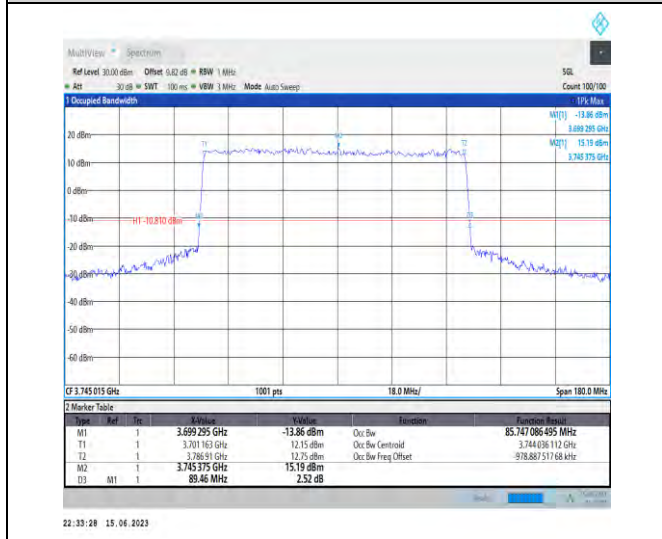 MultiView Spectrum
Ref Level 30.00 dBm Offset 9.82 dB RBW 1 MHz SGL
Att 30 dB SWT 100 ms VBW 3 MHz Mode Auto Sweep Count 100/100
1 Occupied Bandwidth 1Pk Max
M1[1] -13.86 dBm
3.699 295 GHz
M2[1] 15.19 dBm
3.745 375 GHz
20 dBm
T1 M2 T2
10 dBm
0 dBm
-10 dBm
H1 -10.810 dBm M1 D3
-20 dBm
-30 dBm
-40 dBm
-50 dBm
-60 dBm
CF 3.745 015 GHz 1001 pts 18.0 MHz/ Span 180.0 MHz
2 Marker Table
Type Ref Trc X-Value Y-Value Function Function Result
M1 1 3.699 295 GHz -13.86 dBm Occ Bw 85.747 086 495 MHz
T1 1 3.701 163 GHz 12.15 dBm Occ Bw Centroid 3.744 036 112 GHz
T2 1 3.786 91 GHz 12.75 dBm Occ Bw Freq Offset -978.887 517 68 kHz
M2 1 3.745 375 GHz 15.19 dBm
D3 M1 1 89.46 MHz 2.52 dB
22:33:28 15.06.2023